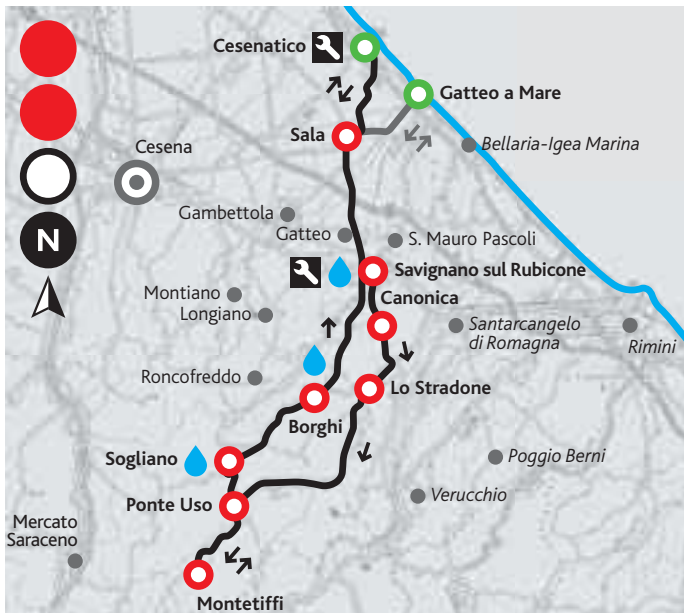 Cesenatico
Gatteo a Mare
Sala
Bellaria-Igea Marina
Cesena
Gambettola
Gatteo
S. Mauro Pascoli
N
Savignano sul Rubicone
Canonica
Montiano
Longiano
Santarcangelo
di Romagna
Rimini
Roncofreddo
Lo Stradone
Borghi
Sogliano
Poggio Berni
Verucchio
Ponte Uso
Mercato
Saraceno
Montetiffi